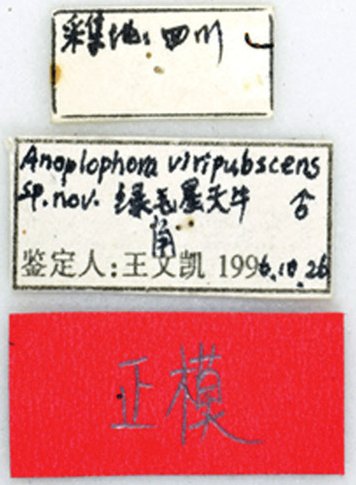 采集地：四川
Anoplophora viripubscens
sp. nov. 绿毛星天牛 ♂
角
鉴定人：王文凯 1996.10.26
正模